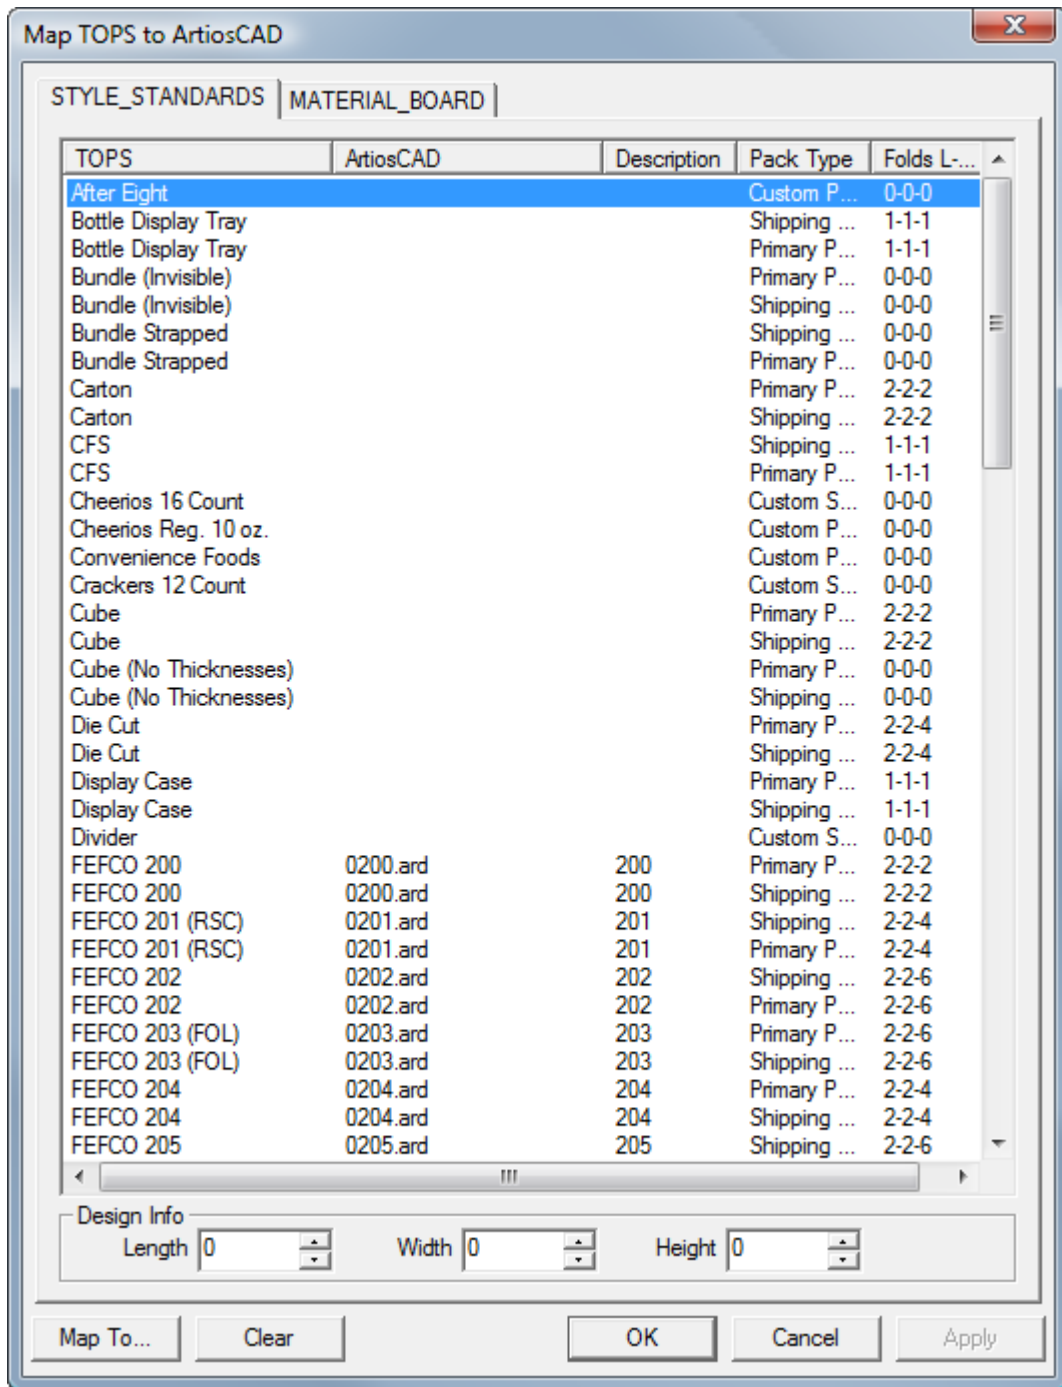 Map TOPS to ArtiosCAD
STYLE_STANDARDS MATERIAL_BOARD
TOPS ArtiosCAD Description Pack Type Folds L-...
After Eight Custom P... 0-0-0
Bottle Display Tray Shipping ... 1-1-1
Bottle Display Tray Primary P... 1-1-1
Bundle (Invisible) Primary P... 0-0-0
Bundle (Invisible) Shipping ... 0-0-0
Bundle Strapped Shipping ... 0-0-0
Bundle Strapped Primary P... 0-0-0
Carton Primary P... 2-2-2
Carton Shipping ... 2-2-2
CFS Shipping ... 1-1-1
CFS Primary P... 1-1-1
Cheerios 16 Count Custom S... 0-0-0
Cheerios Reg. 10 oz. Custom P... 0-0-0
Convenience Foods Custom P... 0-0-0
Crackers 12 Count Custom S... 0-0-0
Cube Primary P... 2-2-2
Cube Shipping ... 2-2-2
Cube (No Thicknesses) Primary P... 0-0-0
Cube (No Thicknesses) Shipping ... 0-0-0
Die Cut Primary P... 2-2-4
Die Cut Shipping ... 2-2-4
Display Case Primary P... 1-1-1
Display Case Shipping ... 1-1-1
Divider Custom S... 0-0-0
FEFCO 200 0200.ard 200 Primary P... 2-2-2
FEFCO 200 0200.ard 200 Shipping ... 2-2-2
FEFCO 201 (RSC) 0201.ard 201 Shipping ... 2-2-4
FEFCO 201 (RSC) 0201.ard 201 Primary P... 2-2-4
FEFCO 202 0202.ard 202 Shipping ... 2-2-6
FEFCO 202 0202.ard 202 Primary P... 2-2-6
FEFCO 203 (FOL) 0203.ard 203 Primary P... 2-2-6
FEFCO 203 (FOL) 0203.ard 203 Shipping ... 2-2-6
FEFCO 204 0204.ard 204 Primary P... 2-2-4
FEFCO 204 0204.ard 204 Shipping ... 2-2-4
FEFCO 205 0205.ard 205 Shipping ... 2-2-6
Design Info
Length 0 Width 0 Height 0
Map To... Clear OK Cancel Apply